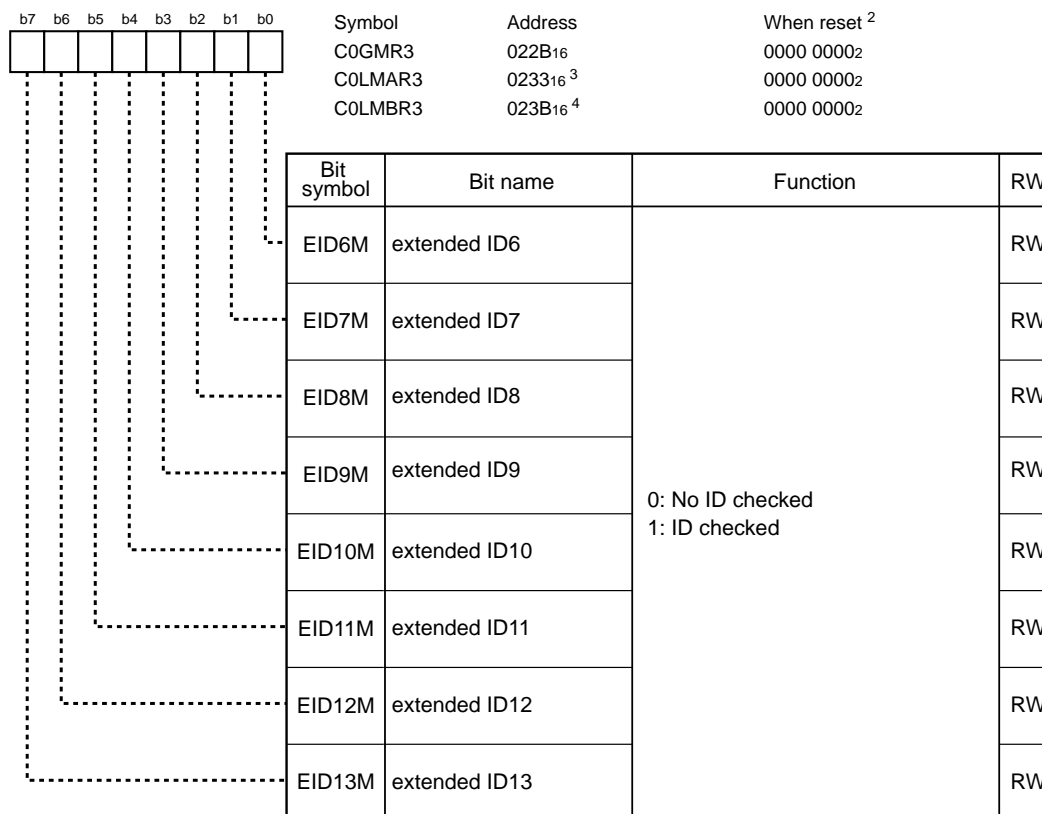 b7 b6 b5 b4 b3 b2 b1 b0
Symbol Address When reset 2
C0GMR3 022B16 0000 00002
C0LMAR3 023316 3 0000 00002
C0LMBR3 023B16 4 0000 00002
Bit symbol Bit name Function RW
EID6M extended ID6 RW
EID7M extended ID7 RW
EID8M extended ID8 RW
EID9M extended ID9 RW
0: No ID checked
1: ID checked
EID10M extended ID10 RW
EID11M extended ID11 RW
EID12M extended ID12 RW
EID13M extended ID13 RW